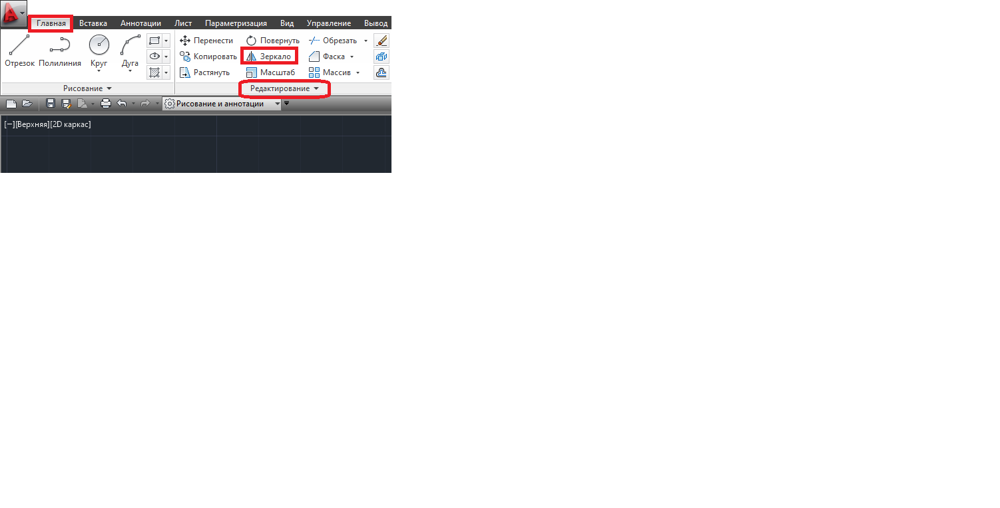 Главная Вставка Аннотации Лист Параметризация Вид Управление Вывод
Перенести Повернуть Обрезать
Отрезок Полилиния Круг Дуга Копировать Зеркало Фаска
Растянуть Масштаб Массив
Рисование Редактирование
Рисование и аннотации
[−][Верхняя][2D каркас]